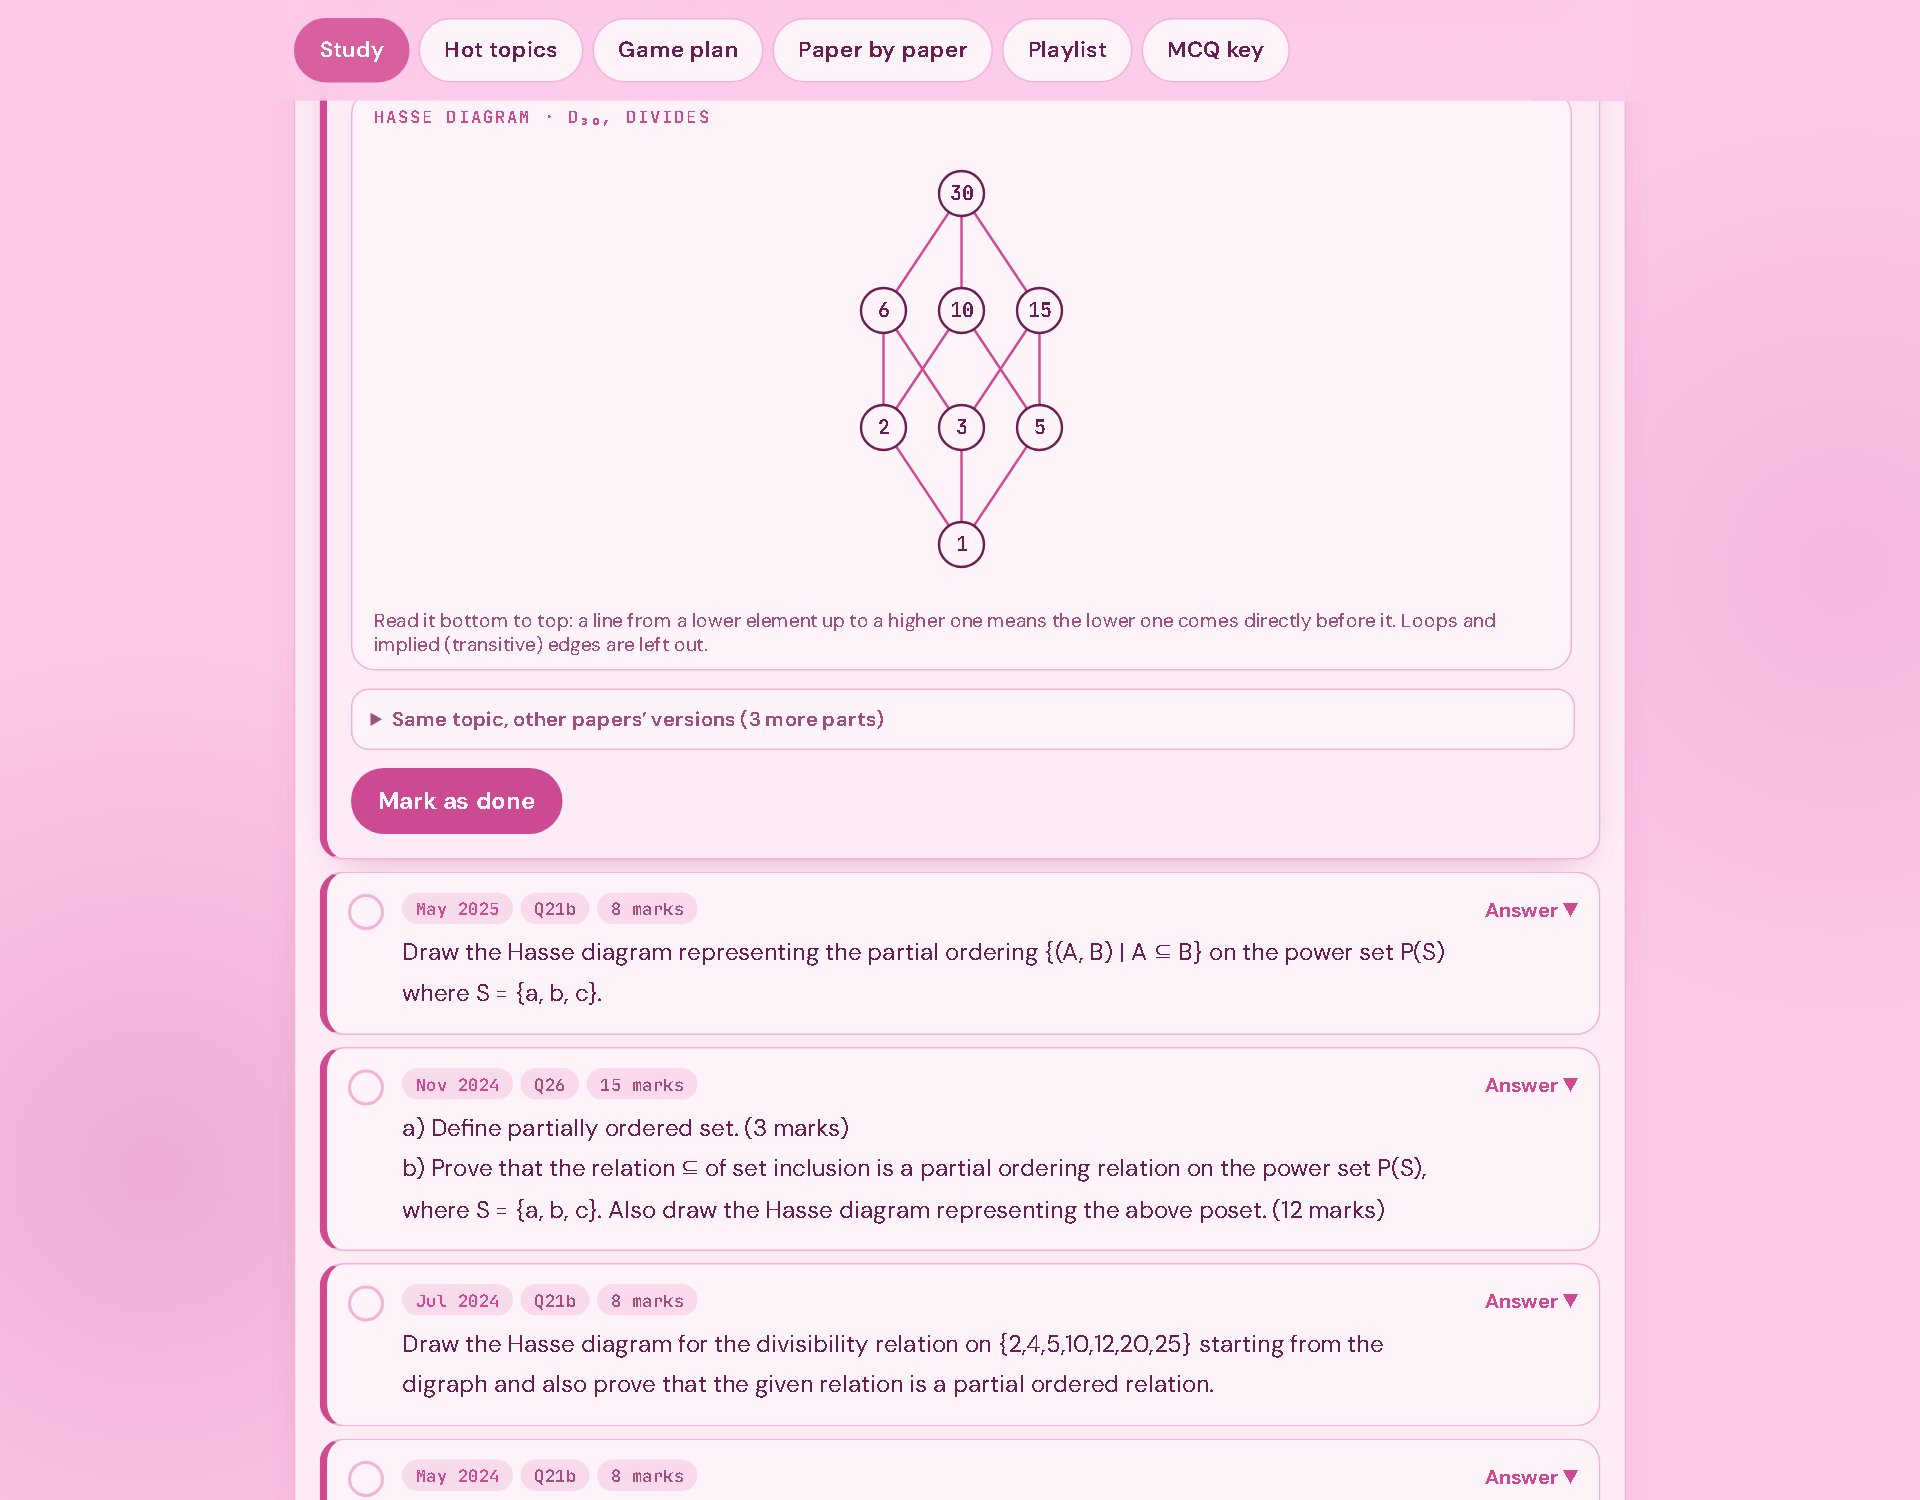 Study
Hot topics
Game plan
Paper by paper
Playlist
MCQ key
HASSE DIAGRAM · D₃₀, DIVIDES
30
6 10 15
2 3 5
1
Read it bottom to top: a line from a lower element up to a higher one means the lower one comes directly before it. Loops and
implied (transitive) edges are left out.
▶ Same topic, other papers’ versions (3 more parts)
Mark as done
May 2025 Q21b 8 marks Answer ▼
Draw the Hasse diagram representing the partial ordering {(A, B) | A ⊆ B} on the power set P(S)
where S = {a, b, c}.
Nov 2024 Q26 15 marks Answer ▼
a) Define partially ordered set. (3 marks)
b) Prove that the relation ⊆ of set inclusion is a partial ordering relation on the power set P(S),
where S = {a, b, c}. Also draw the Hasse diagram representing the above poset. (12 marks)
Jul 2024 Q21b 8 marks Answer ▼
Draw the Hasse diagram for the divisibility relation on {2,4,5,10,12,20,25} starting from the
digraph and also prove that the given relation is a partial ordered relation.
May 2024 Q21b 8 marks Answer ▼